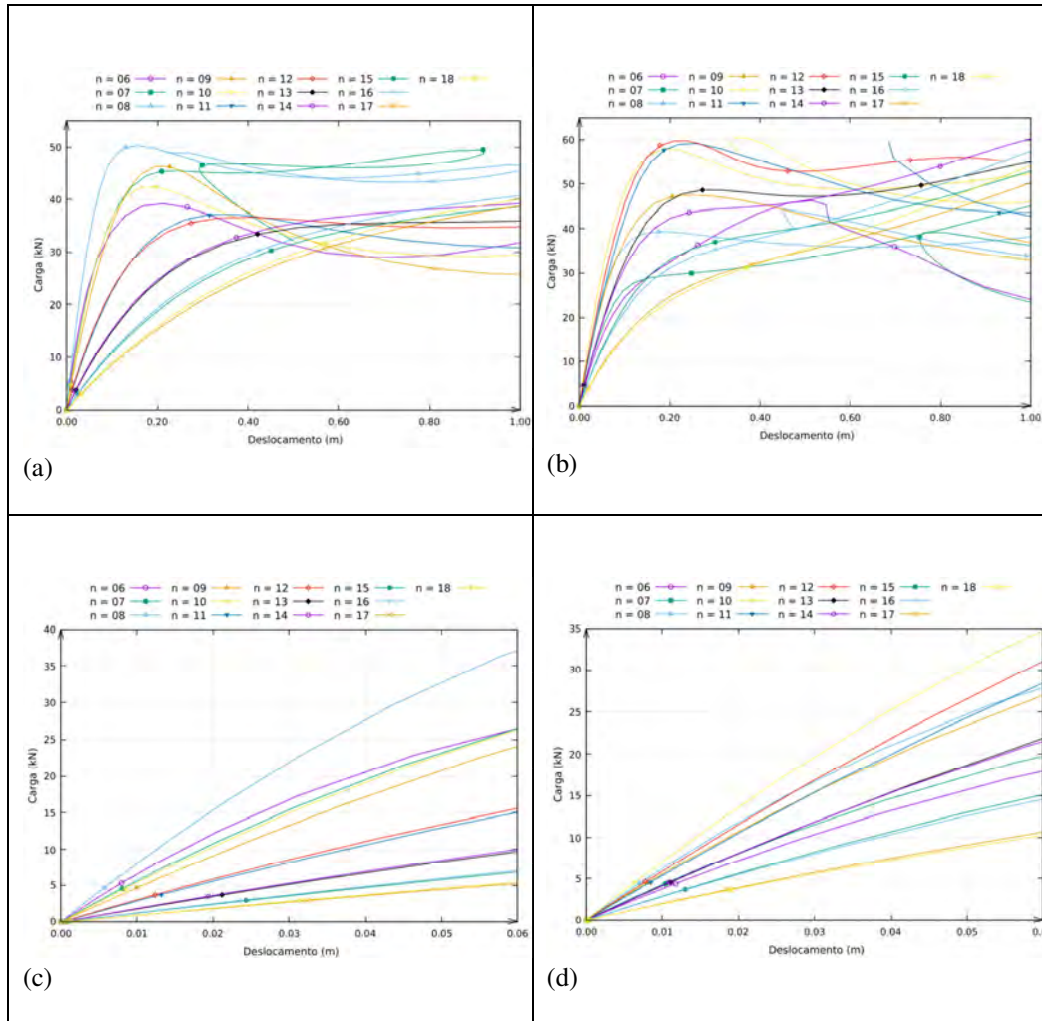 n = 06 n = 09 n = 12 n = 15 n = 18
n = 07 n = 10 n = 13 n = 16
n = 08 n = 11 n = 14 n = 17
50
40
30
20
10
0
Carga (kN)
0.00 0.20 0.40 0.60 0.80 1.00
Deslocamento (m)
(a)
n = 06 n = 09 n = 12 n = 15 n = 18
n = 07 n = 10 n = 13 n = 16
n = 08 n = 11 n = 14 n = 17
60
50
40
30
20
10
0
Carga (kN)
0.00 0.20 0.40 0.60 0.80 1.00
Deslocamento (m)
(b)
n = 06 n = 09 n = 12 n = 15 n = 18
n = 07 n = 10 n = 13 n = 16
n = 08 n = 11 n = 14 n = 17
40
35
30
25
20
15
10
5
0
Carga (kN)
0.00 0.01 0.02 0.03 0.04 0.05 0.06
Deslocamento (m)
(c)
n = 06 n = 09 n = 12 n = 15 n = 18
n = 07 n = 10 n = 13 n = 16
n = 08 n = 11 n = 14 n = 17
35
30
25
20
15
10
5
0
Carga (kN)
0.00 0.01 0.02 0.03 0.04 0.05
Deslocamento (m)
(d)